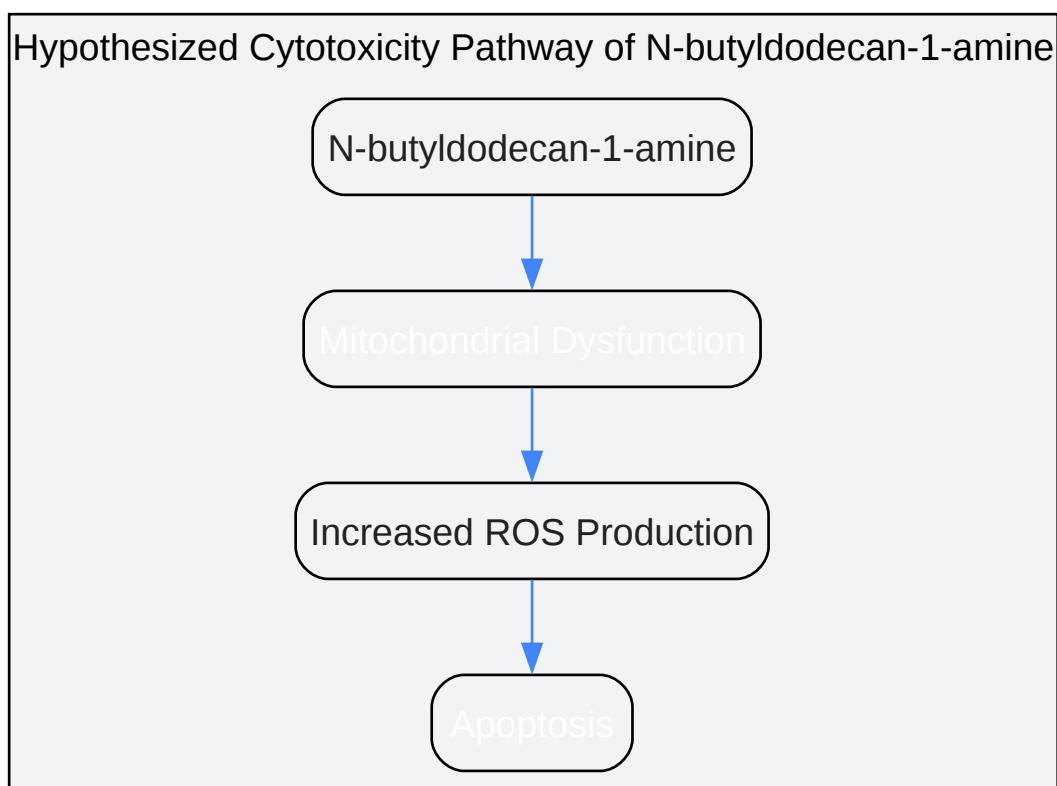 Hypothesized Cytotoxicity Pathway of N-butyldodecan-1-amine
N-butyldodecan-1-amine
Mitochondrial Dysfunction
Increased ROS Production
Apoptosis